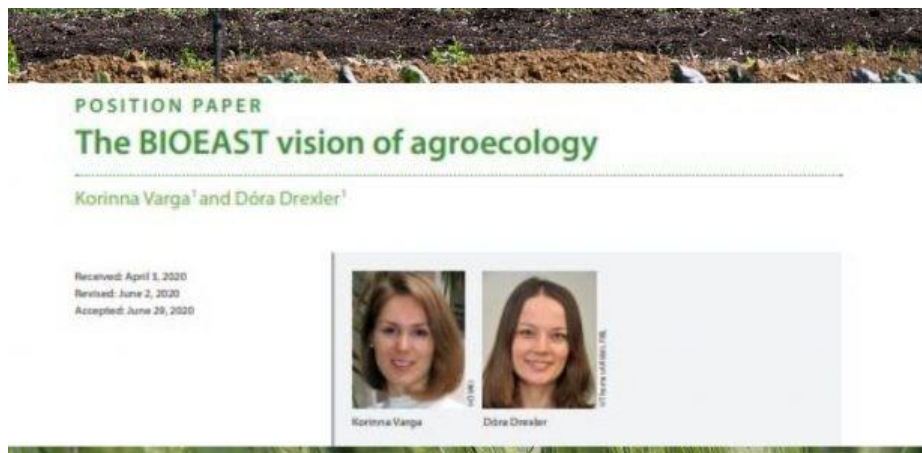 POSITION PAPER
The BIOEAST vision of agroecology
Korinna Varga¹ and Dóra Drexler¹
Received: April 3, 2020
Revised: June 2, 2020
Accepted: June 29, 2020
Korinna Varga
Dóra Drexler